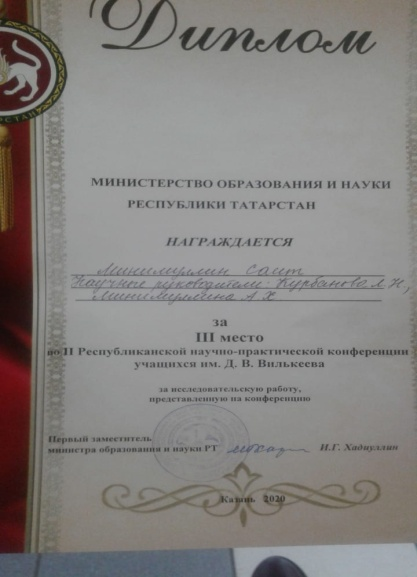 ТАРСТАН
Диплом
МИНИСТЕРСТВО ОБРАЗОВАНИЯ И НАУКИ
РЕСПУБЛИКИ ТАТАРСТАН
НАГРАЖДАЕТСЯ
Минимуллин Саит
Научные руководители: Курбанова Л. Н.,
Минимуллина А. Х
за
III место
во II Республиканской научно-практической конференции
учащихся им. Д. В. Вилькеева
за исследовательскую работу,
представленную на конференцию
Первый заместитель
министра образования и науки РТ И.Г. Хадиуллин
Казань 2020